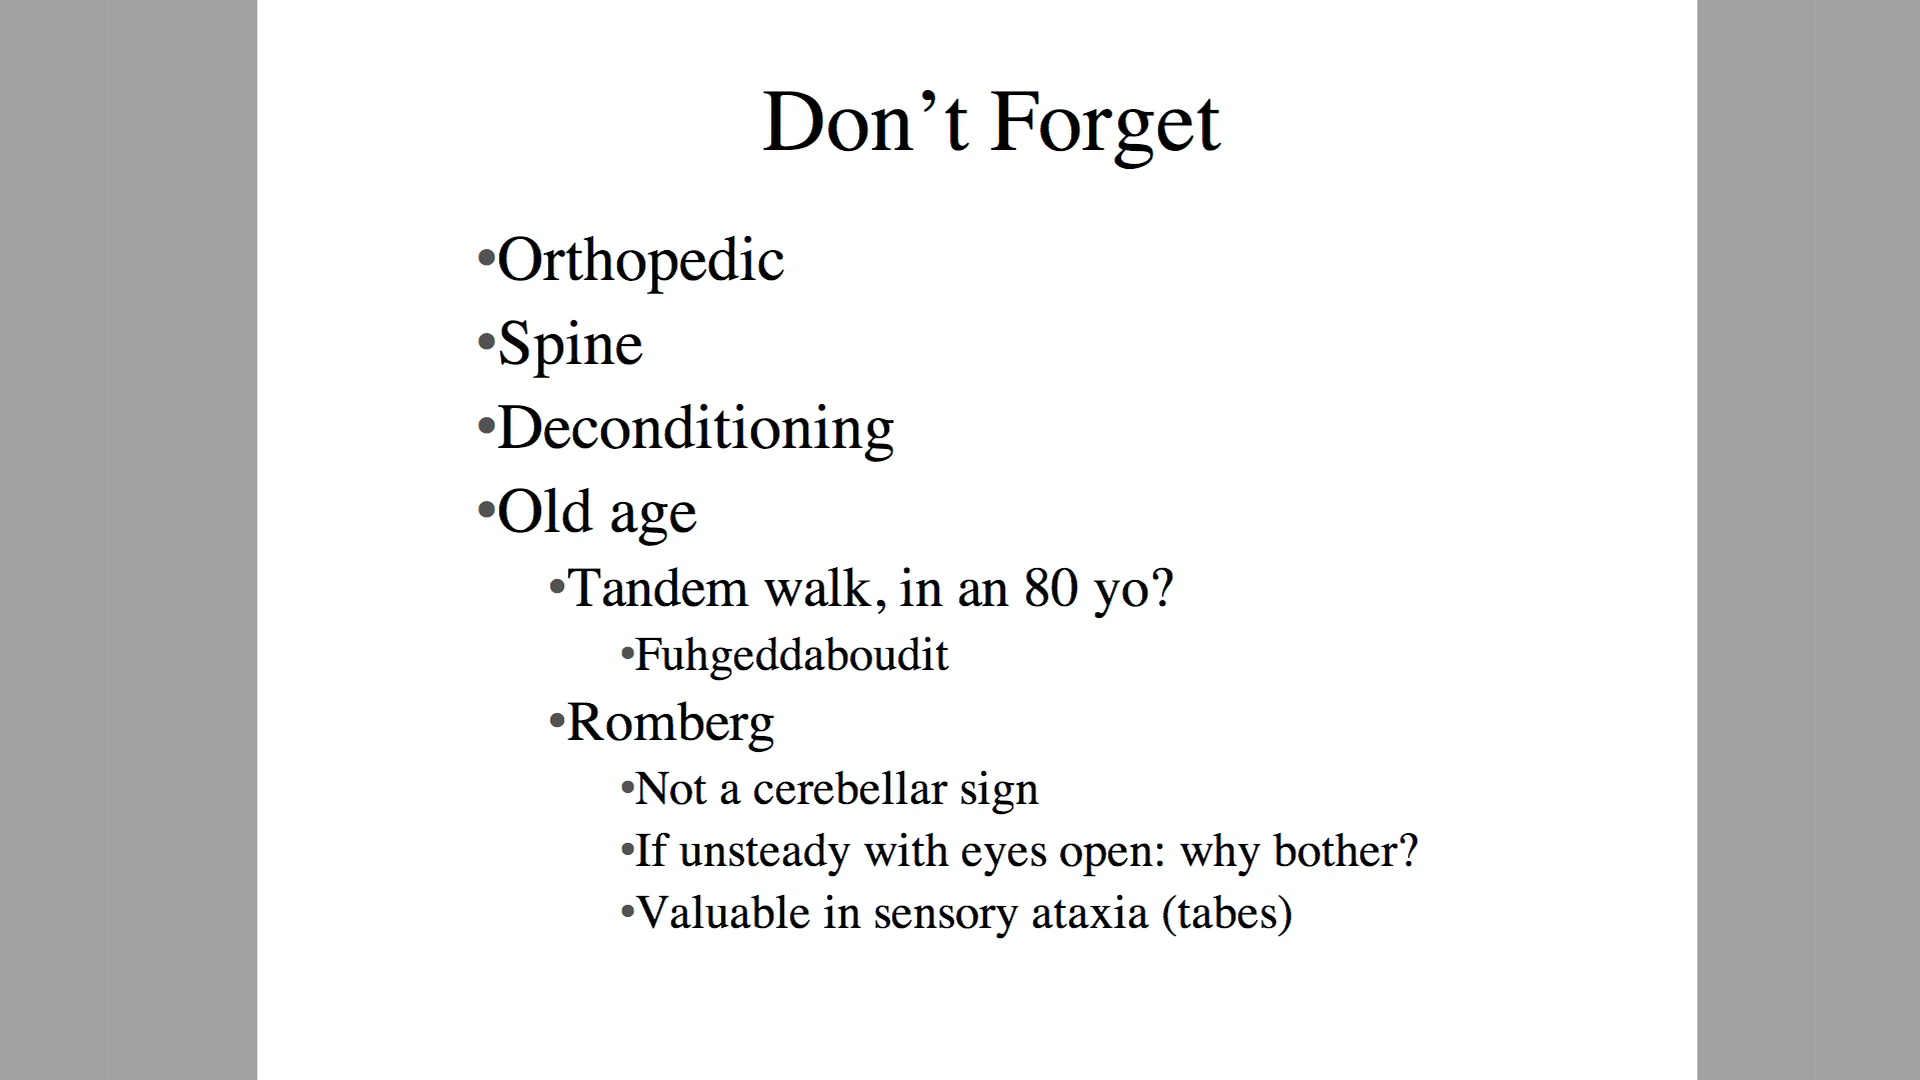 Don’t Forget
•Orthopedic
•Spine
•Deconditioning
•Old age
•Tandem walk, in an 80 yo?
•Fuhgeddaboudit
•Romberg
•Not a cerebellar sign
•If unsteady with eyes open: why bother?
•Valuable in sensory ataxia (tabes)